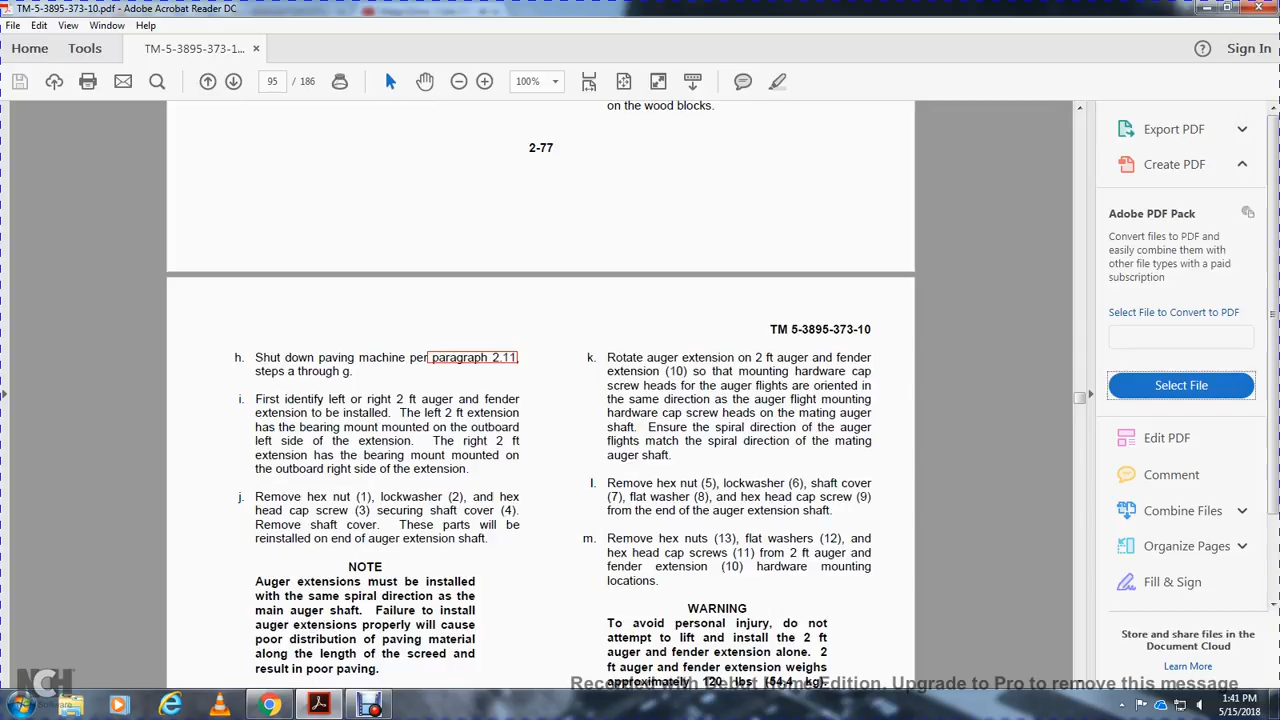 TM-5-3895-373-10.pdf - Adobe Acrobat Reader DC
File Edit View Window Help
Home Tools TM-5-3895-373-1... × Sign In
95 / 186 100%
on the wood blocks.
2-77
TM 5-3895-373-10
h. Shut down paving machine per paragraph 2.11,
steps a through g.
i. First identify left or right 2 ft auger and fender
extension to be installed. The left 2 ft extension
has the bearing mount mounted on the outboard
left side of the extension. The right 2 ft
extension has the bearing mount mounted on
the outboard right side of the extension.
j. Remove hex nut (1), lockwasher (2), and hex
head cap screw (3) securing shaft cover (4).
Remove shaft cover. These parts will be
reinstalled on end of auger extension shaft.
NOTE
Auger extensions must be installed
with the same spiral direction as the
main auger shaft. Failure to install
auger extensions properly will cause
poor distribution of paving material
along the length of the screed and
result in poor paving.
k. Rotate auger extension on 2 ft auger and fender
extension (10) so that mounting hardware cap
screw heads for the auger flights are oriented in
the same direction as the auger flight mounting
hardware cap screw heads on the mating auger
shaft. Ensure the spiral direction of the auger
flights match the spiral direction of the mating
auger shaft.
l. Remove hex nut (5), lockwasher (6), shaft cover
(7), flat washer (8), and hex head cap screw (9)
from the end of the auger extension shaft.
m. Remove hex nuts (13), flat washers (12), and
hex head cap screws (11) from 2 ft auger and
fender extension (10) hardware mounting
locations.
WARNING
To avoid personal injury, do not
attempt to lift and install the 2 ft
auger and fender extension alone. 2
ft auger and fender extension weighs
approximately 120 lbs (54.4 kg).
Export PDF
Create PDF
Adobe PDF Pack
Convert files to PDF and
easily combine them with
other file types with a paid
subscription
Select File to Convert to PDF
Select File
Edit PDF
Comment
Combine Files
Organize Pages
Fill & Sign
Store and share files in the
Document Cloud
Learn More
NCH
Software
Edition. Upgrade to Pro to remove this message
1:41 PM
5/15/2018